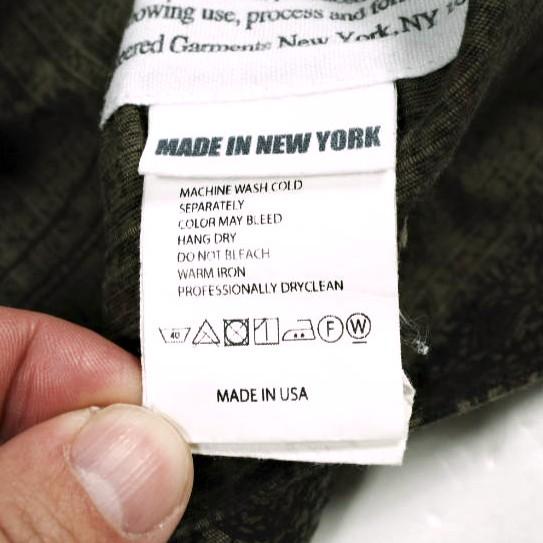 owing use, process and
ered Garments New York, NY
MADE IN NEW YORK
MACHINE WASH COLD
SEPARATELY
COLOR MAY BLEED
HANG DRY
DO NOT BLEACH
WARM IRON
PROFESSIONALLY DRYCLEAN
40 F W
MADE IN USA